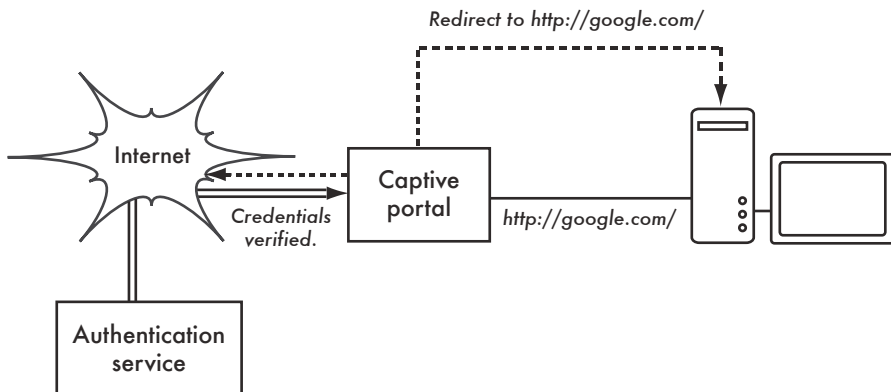 Redirect to http://google.com/
Internet
Captive
portal
Credentials
verified.
http://google.com/
Authentication
service